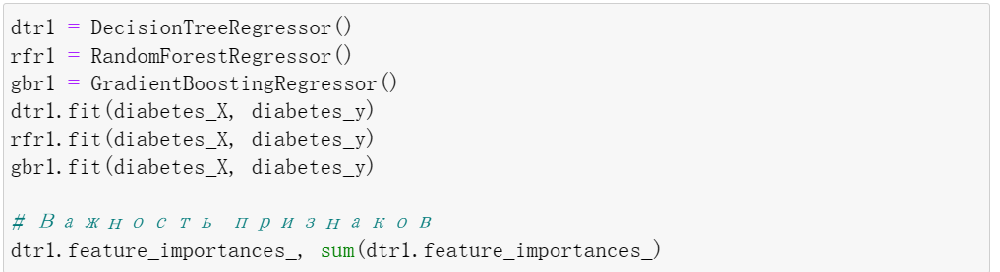 dtr1 = DecisionTreeRegressor()
rfr1 = RandomForestRegressor()
gbr1 = GradientBoostingRegressor()
dtr1.fit(diabetes_X, diabetes_y)
rfr1.fit(diabetes_X, diabetes_y)
gbr1.fit(diabetes_X, diabetes_y)
# Важность признаков
dtr1.feature_importances_, sum(dtr1.feature_importances_)